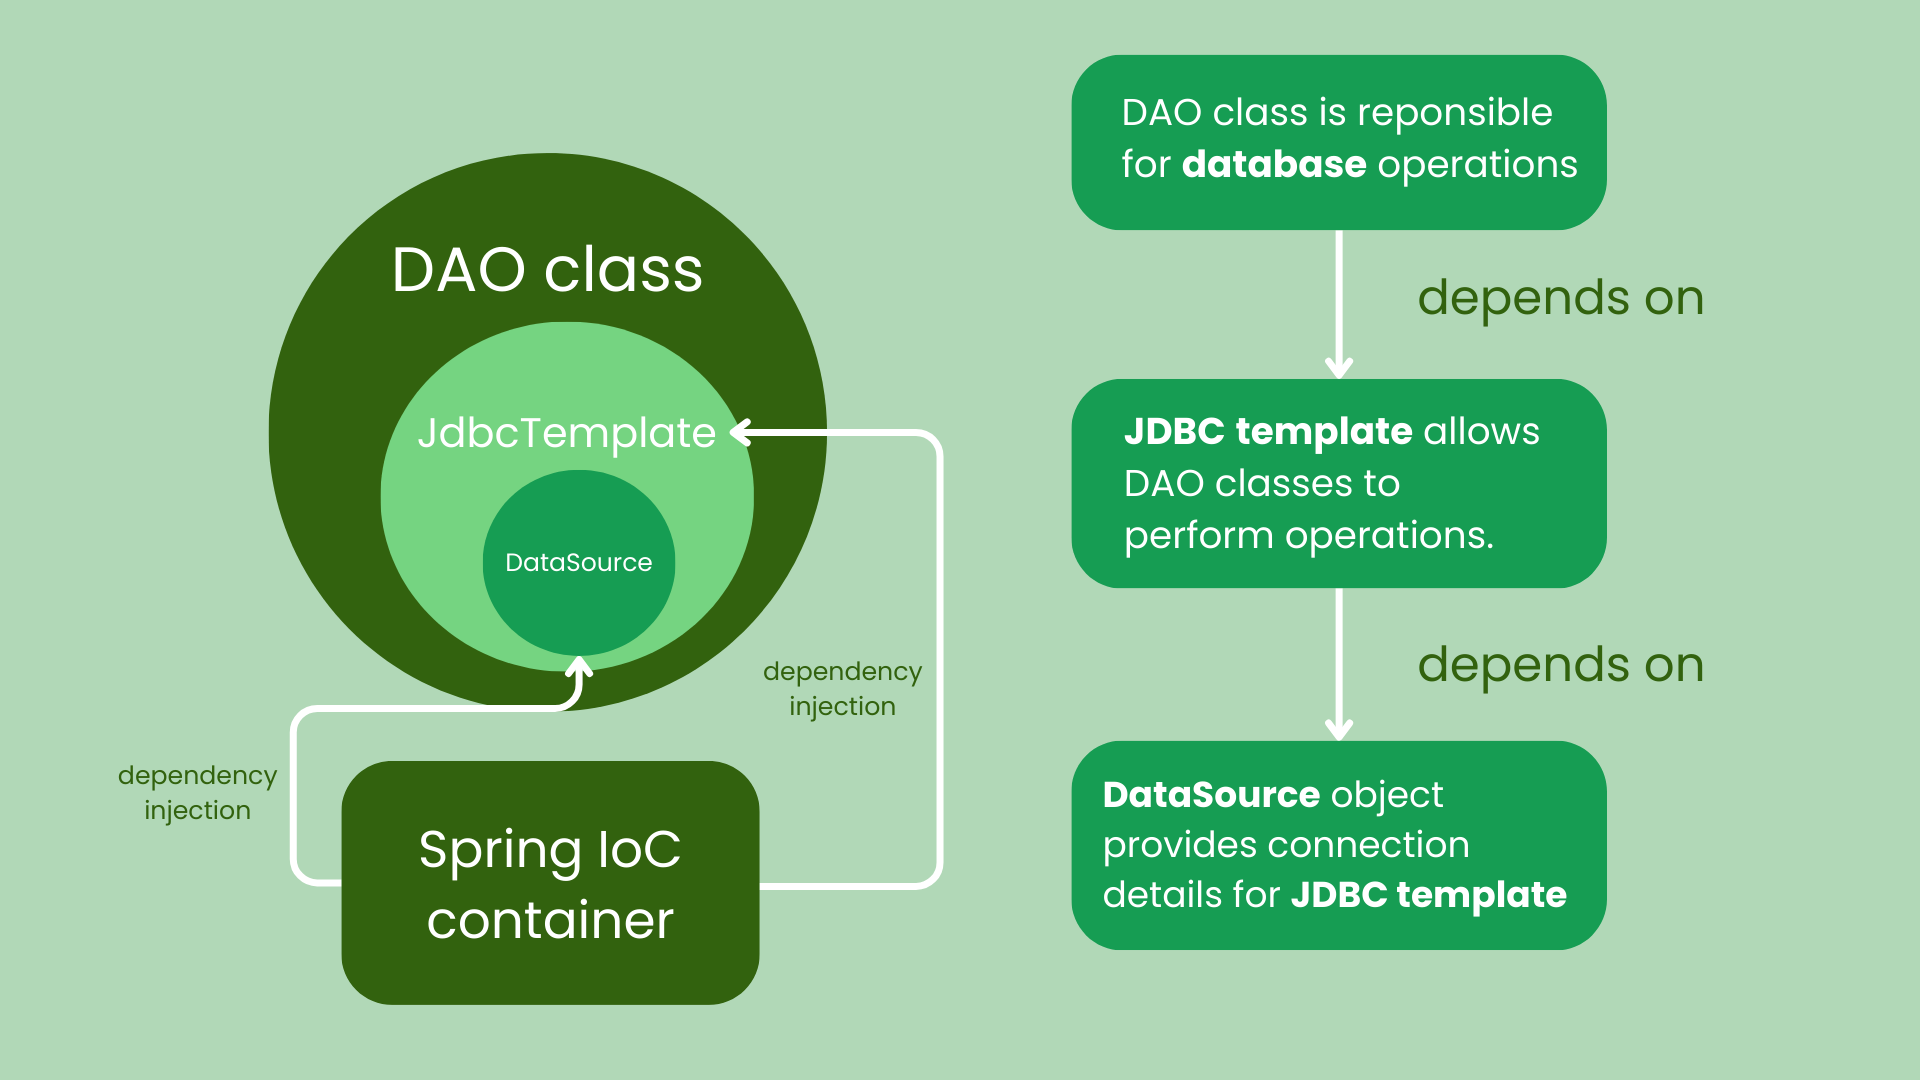 DAO class
JdbcTemplate
DataSource
dependency
injection
dependency
injection
Spring IoC
container
DAO class is reponsible
for database operations
depends on
JDBC template allows
DAO classes to
perform operations.
depends on
DataSource object
provides connection
details for JDBC template